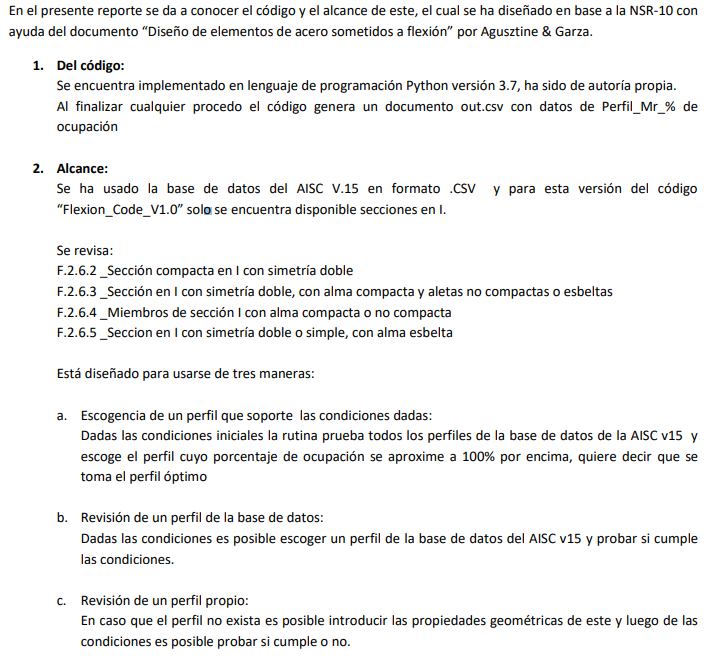 En el presente reporte se da a conocer el código y el alcance de este, el cual se ha diseñado en base a la NSR-10 con
ayuda del documento “Diseño de elementos de acero sometidos a flexión” por Agusztine & Garza.
1. Del código:
Se encuentra implementado en lenguaje de programación Python versión 3.7, ha sido de autoría propia.
Al finalizar cualquier procedo el código genera un documento out.csv con datos de Perfil_Mr_% de
ocupación
2. Alcance:
Se ha usado la base de datos del AISC V.15 en formato .CSV y para esta versión del código
“Flexion_Code_V1.0” solo se encuentra disponible secciones en I.
Se revisa:
F.2.6.2 _Sección compacta en I con simetría doble
F.2.6.3 _Sección en I con simetría doble, con alma compacta y aletas no compactas o esbeltas
F.2.6.4 _Miembros de sección I con alma compacta o no compacta
F.2.6.5 _Seccion en I con simetría doble o simple, con alma esbelta
Está diseñado para usarse de tres maneras:
a. Escogencia de un perfil que soporte las condiciones dadas:
Dadas las condiciones iniciales la rutina prueba todos los perfiles de la base de datos de la AISC v15 y
escoge el perfil cuyo porcentaje de ocupación se aproxime a 100% por encima, quiere decir que se
toma el perfil óptimo
b. Revisión de un perfil de la base de datos:
Dadas las condiciones es posible escoger un perfil de la base de datos del AISC v15 y probar si cumple
las condiciones.
c. Revisión de un perfil propio:
En caso que el perfil no exista es posible introducir las propiedades geométricas de este y luego de las
condiciones es posible probar si cumple o no.